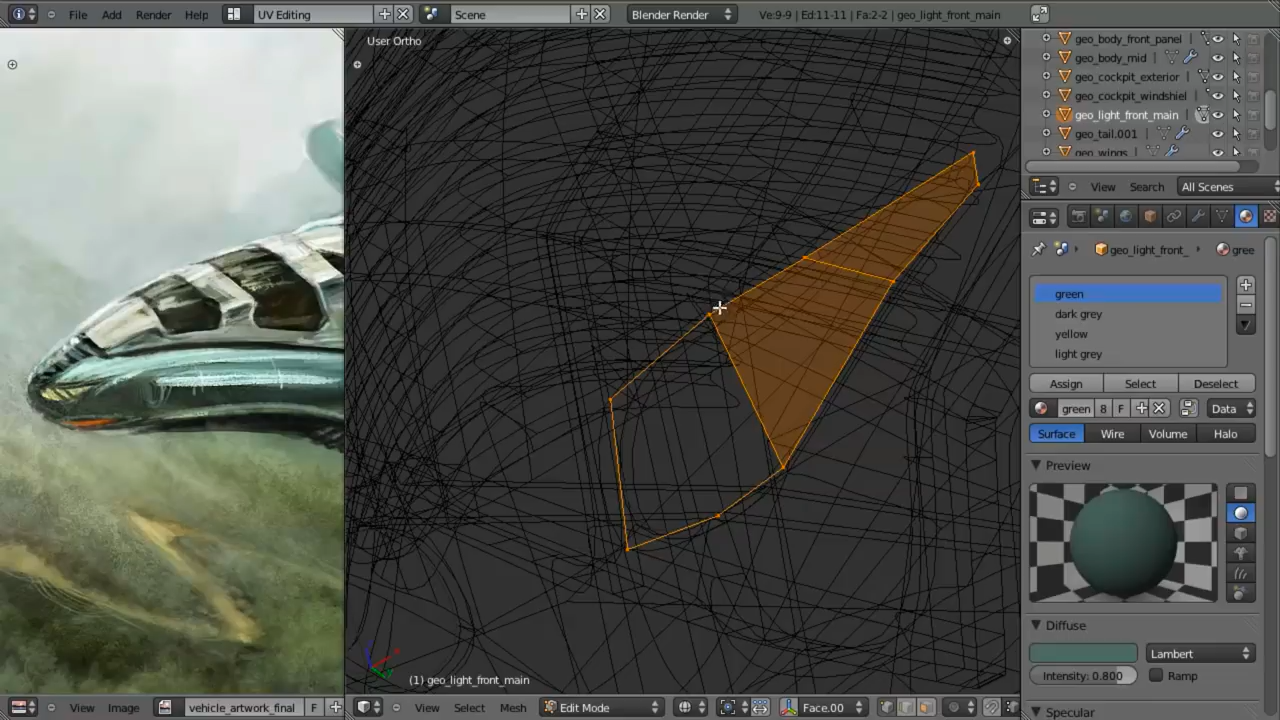 File Add Render Help UV Editing Scene Blender Render Ve:9-9 | Ed:11-11 | Fa:2-2 | geo_light_front_main
User Ortho
geo_body_front_panel
geo_body_mid
geo_cockpit_exterior
geo_cockpit_windshiel
geo_light_front_main
geo_tail.001
geo_wings
View Search All Scenes
geo_light_front_ gree
green
dark grey
yellow
light grey
Assign Select Deselect
green 8 F Data
Surface Wire Volume Halo
Preview
Diffuse
Lambert
Intensity: 0.800 Ramp
Specular
(1) geo_light_front_main
View Image vehicle_artwork_final F View Select Mesh Edit Mode Face.00